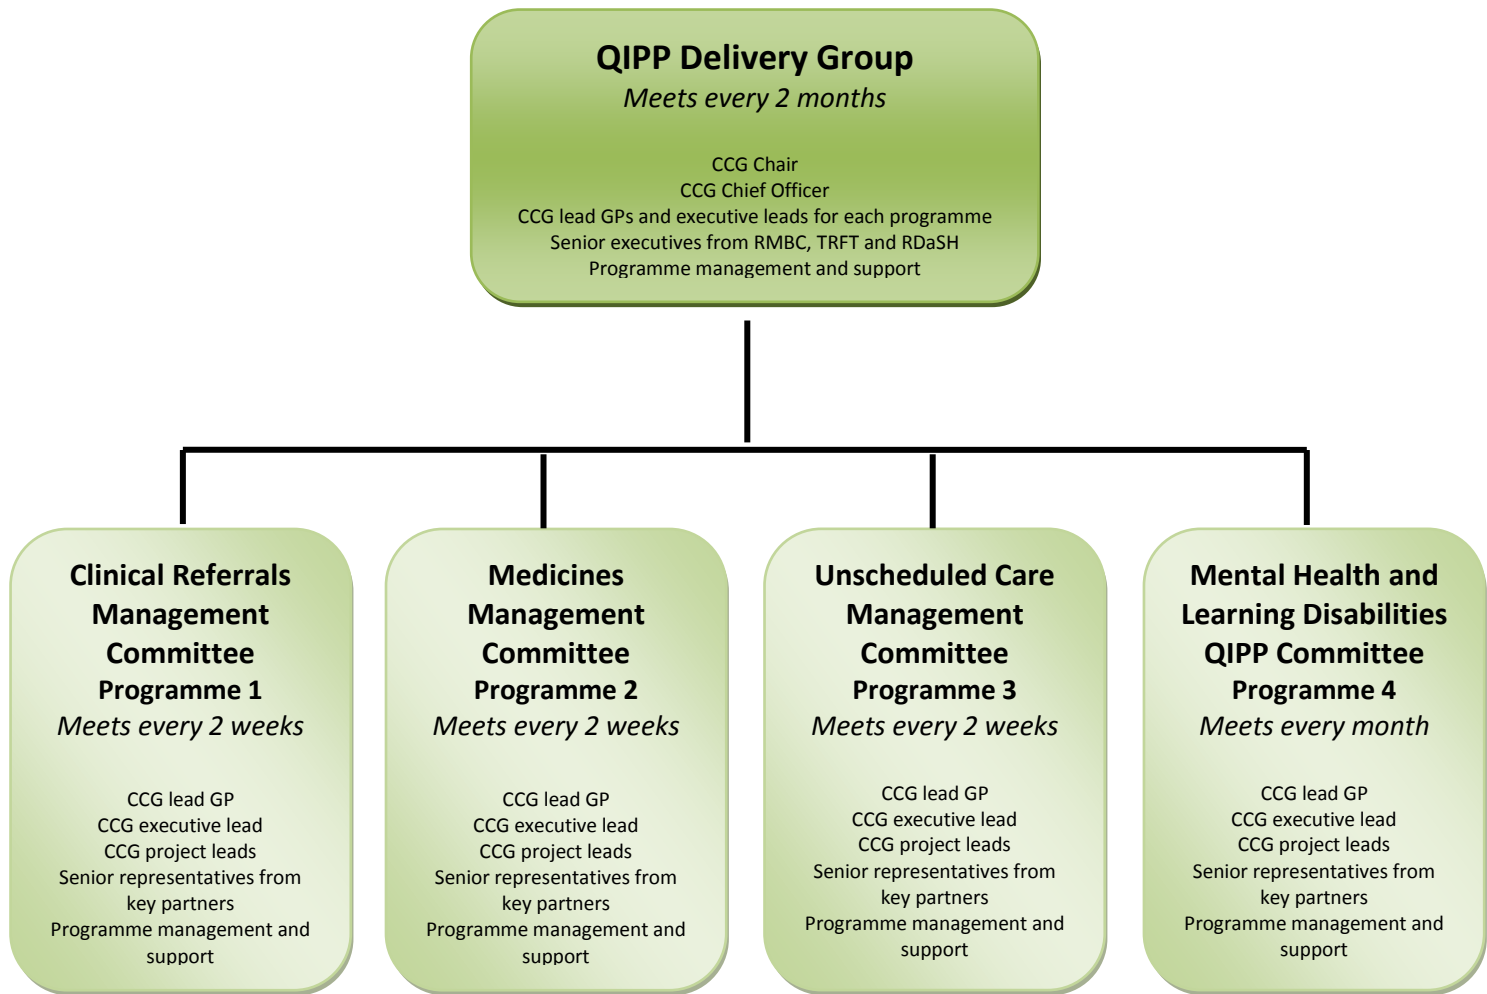 QIPP Delivery Group
Meets every 2 months
CCG Chair
CCG Chief Officer
CCG lead GPs and executive leads for each programme
Senior executives from RMBC, TRFT and RDaSH
Programme management and support
Clinical Referrals
Management
Committee
Programme 1
Meets every 2 weeks
CCG lead GP
CCG executive lead
CCG project leads
Senior representatives from
key partners
Programme management and
support
Medicines
Management
Committee
Programme 2
Meets every 2 weeks
CCG lead GP
CCG executive lead
CCG project leads
Senior representatives from
key partners
Programme management and
support
Unscheduled Care
Management
Committee
Programme 3
Meets every 2 weeks
CCG lead GP
CCG executive lead
CCG project leads
Senior representatives from
key partners
Programme management and
support
Mental Health and
Learning Disabilities
QIPP Committee
Programme 4
Meets every month
CCG lead GP
CCG executive lead
CCG project leads
Senior representatives from
key partners
Programme management and
support